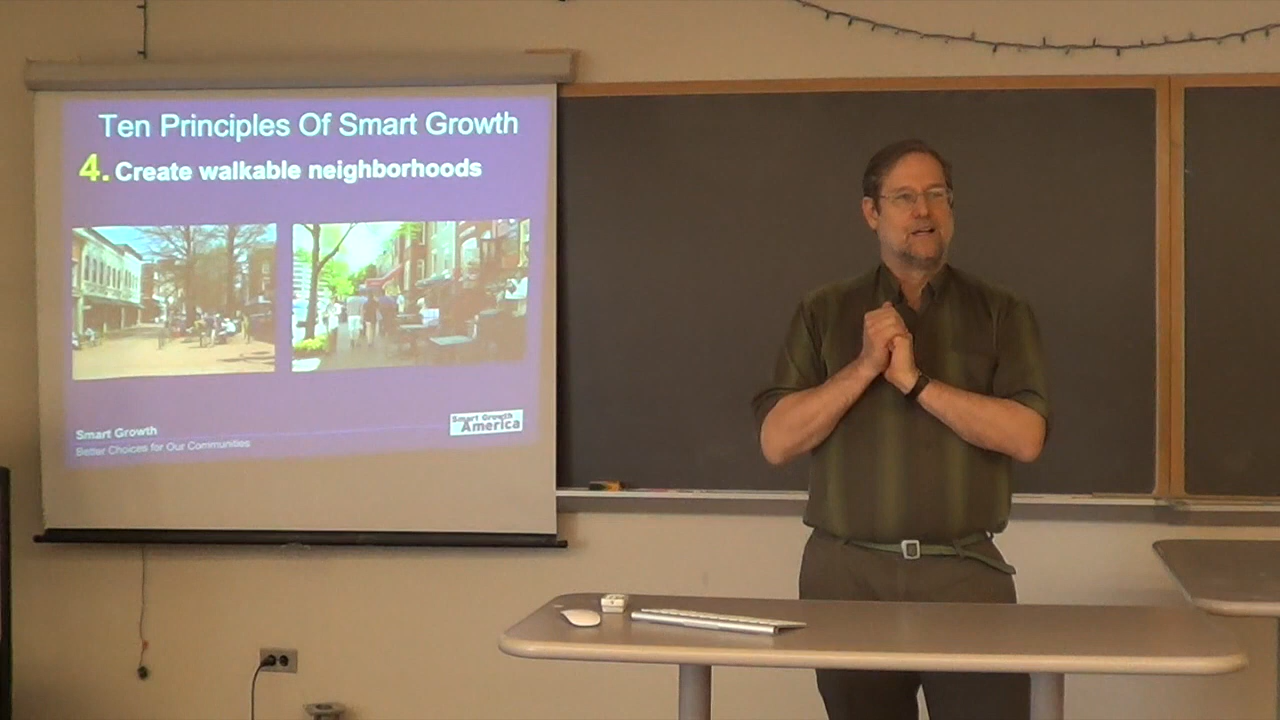 Ten Principles Of Smart Growth
4. Create walkable neighborhoods
Smart Growth
Better Choices for Our Communities
Smart Growth
America